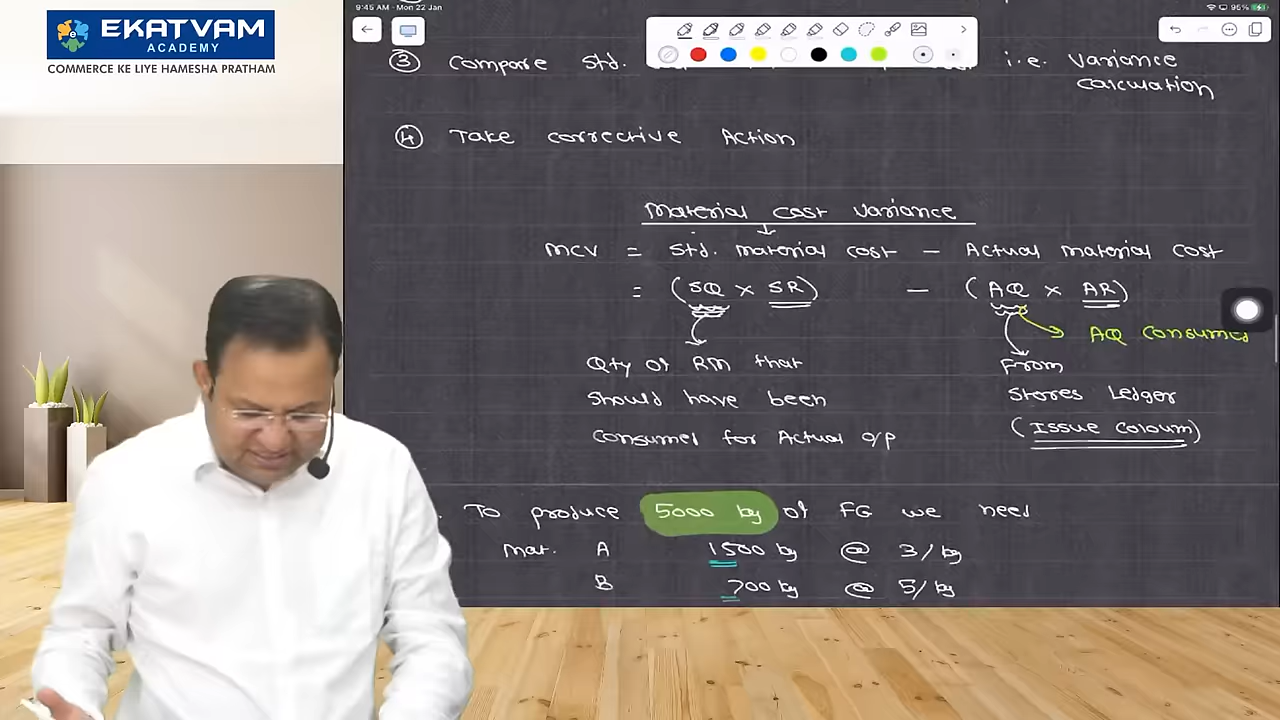 EKATVAM
ACADEMY
COMMERCE KE LIYE HAMESHA PRATHAM
9:45 AM · Mon 22 Jan
95%
③ Compare Std. i.e. Variance
Calculation
④ Take corrective Action
Material Cost Variance
MCV = Std. material cost - Actual material cost
= (SQ × SR) - (AQ × AR)
AQ Consumed
Qty of RM that
should have been
consumed for Actual o/p
From
Stores Ledger
(Issue Coloum)
To produce 5000 kg of FG we need
Mat. A 1500 kg @ 3/kg
B 700 kg @ 5/kg